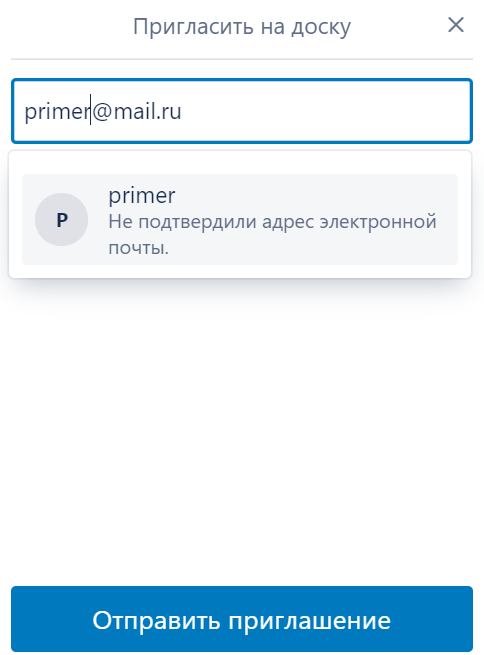 Пригласить на доску
primer@mail.ru
primer
P
Не подтвердили адрес электронной
почты.
Отправить приглашение